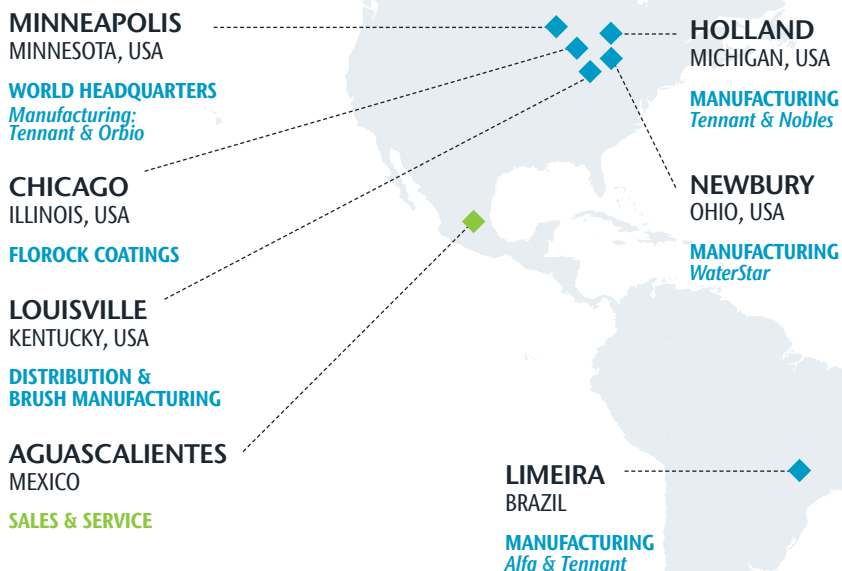 MINNEAPOLIS
MINNESOTA, USA
WORLD HEADQUARTERS
Manufacturing:
Tennant & Orbio
CHICAGO
ILLINOIS, USA
FLOROCK COATINGS
LOUISVILLE
KENTUCKY, USA
DISTRIBUTION &
BRUSH MANUFACTURING
AGUASCALIENTES
MEXICO
SALES & SERVICE
HOLLAND
MICHIGAN, USA
MANUFACTURING
Tennant & Nobles
NEWBURY
OHIO, USA
MANUFACTURING
WaterStar
LIMEIRA
BRAZIL
MANUFACTURING
Alfa & Tennant